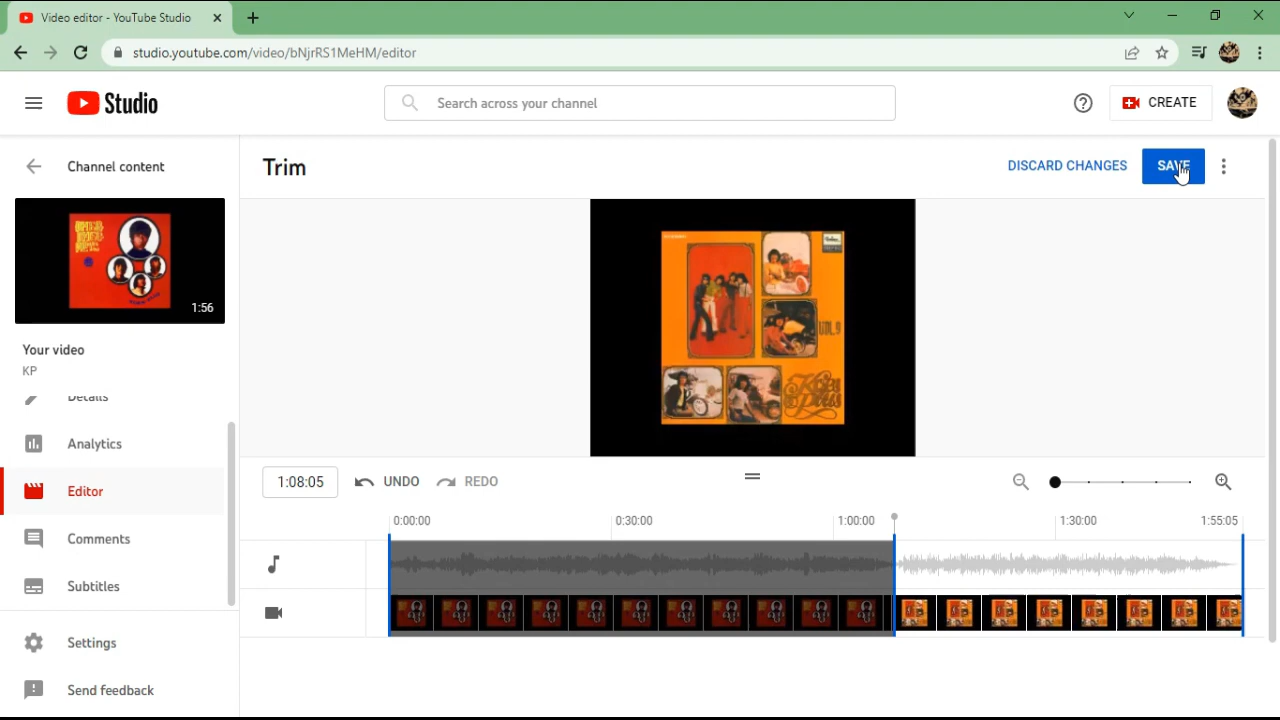 Video editor - YouTube Studio
studio.youtube.com/video/bNjrRS1MeHM/editor
Studio
Search across your channel
CREATE
Channel content
Trim
DISCARD CHANGES
SAVE
1:56
VOL.9
Your video
KP
1:08:05
UNDO
REDO
Details
Analytics
Editor
Comments
Subtitles
Settings
Send feedback
0:00:00
0:30:00
1:00:00
1:30:00
1:55:05